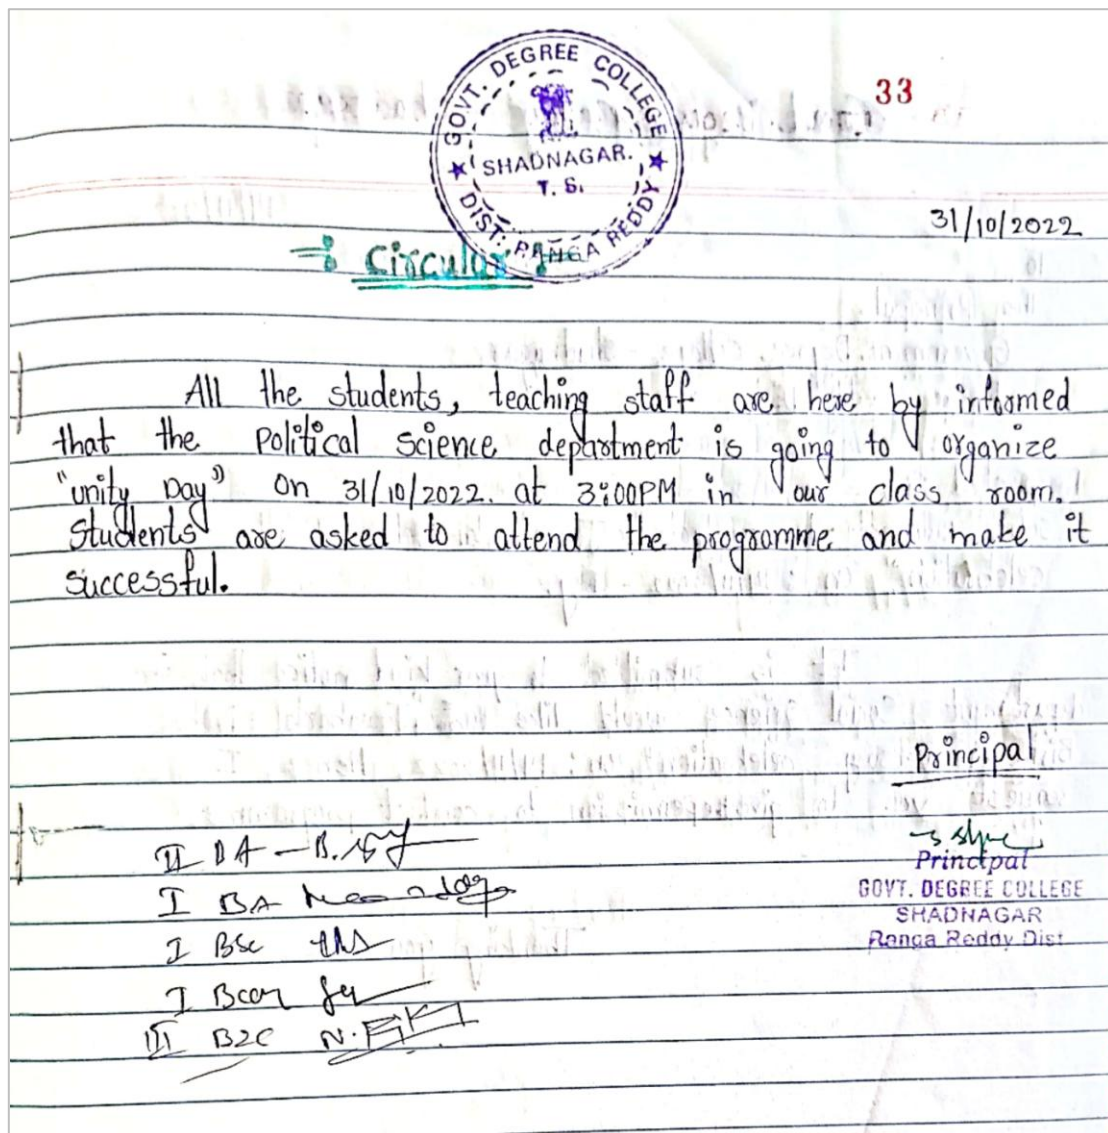 33
GOVT. DEGREE COLLEGE
SHADNAGAR.
T. S.
DIST: RANGA REDDY
31/10/2022
Circular
All the students, teaching staff are here by informed
that the political science department is going to organize
"unity Day" on 31/10/2022. at 3:00PM in our class room.
Students are asked to attend the programme and make it
successful.
Principal
Principal
GOVT. DEGREE COLLEGE
SHADNAGAR
Ranga Reddy Dist
II BA - B.
I BA
I BSc
I Bcom
III BZC N.